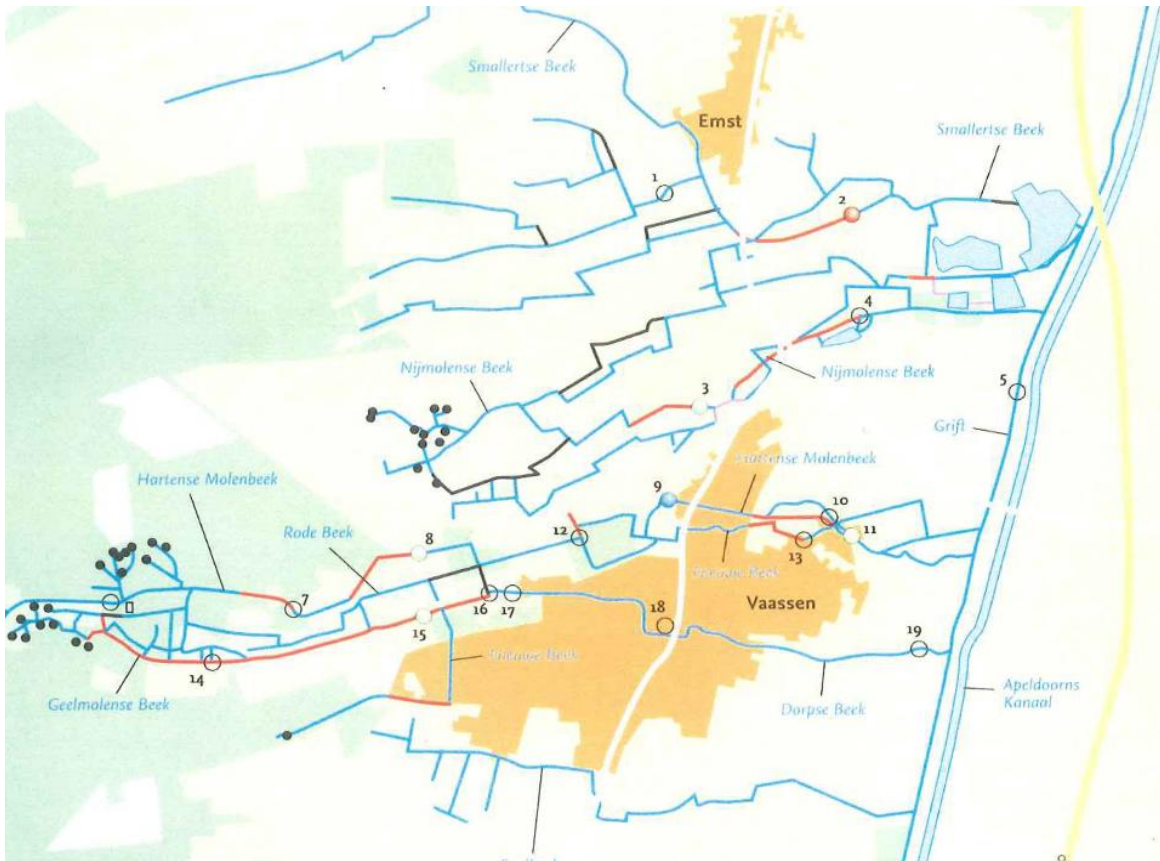 Smallertse Beek
Emst
Smallertse Beek
1
2
4
Nijmolense Beek
3
Nijmolense Beek
5
Grift
Hartense Molenbeek
Hartense Molenbeek
9
10
Rode Beek
12
11
8
13
7
16
17
Vaassen
18
15
19
14
Nieuwe Beek
Geelmolense Beek
Dorpse Beek
Apeldoorns
Kanaal